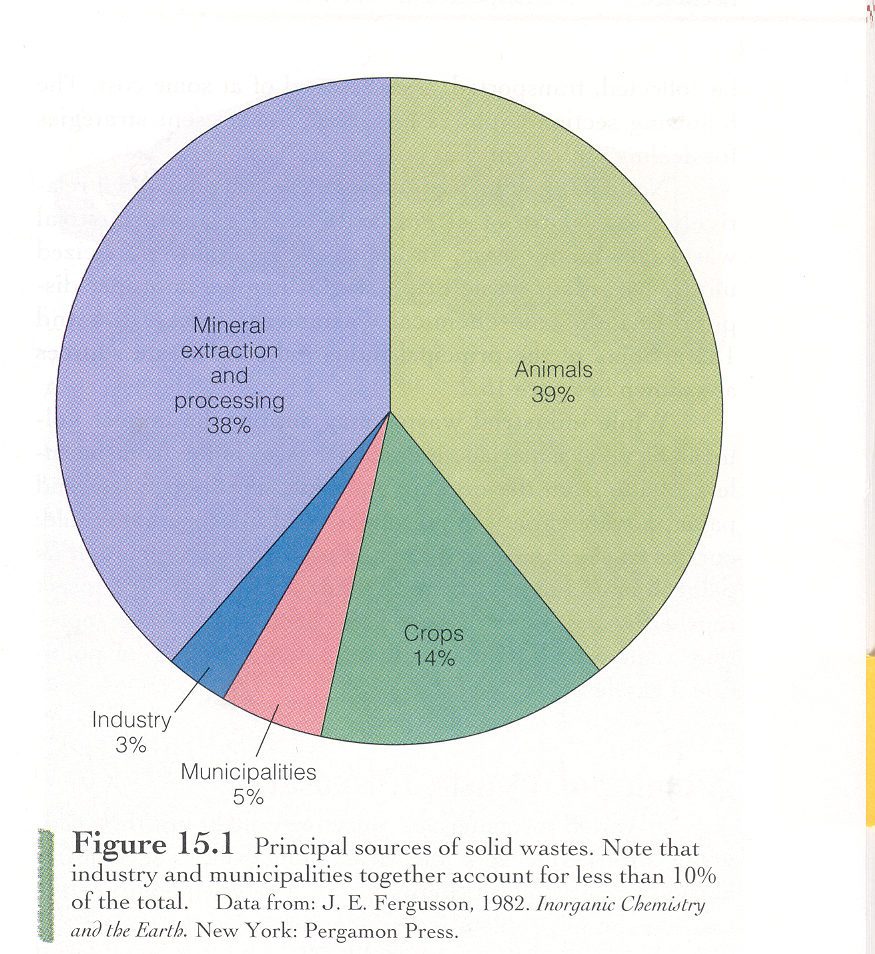 Mineral
extraction
and
processing
38%
Animals
39%
Crops
14%
Industry
3%
Municipalities
5%
Figure 15.1 Principal sources of solid wastes. Note that
industry and municipalities together account for less than 10%
of the total. Data from: J. E. Fergusson, 1982. Inorganic Chemistry
and the Earth. New York: Pergamon Press.